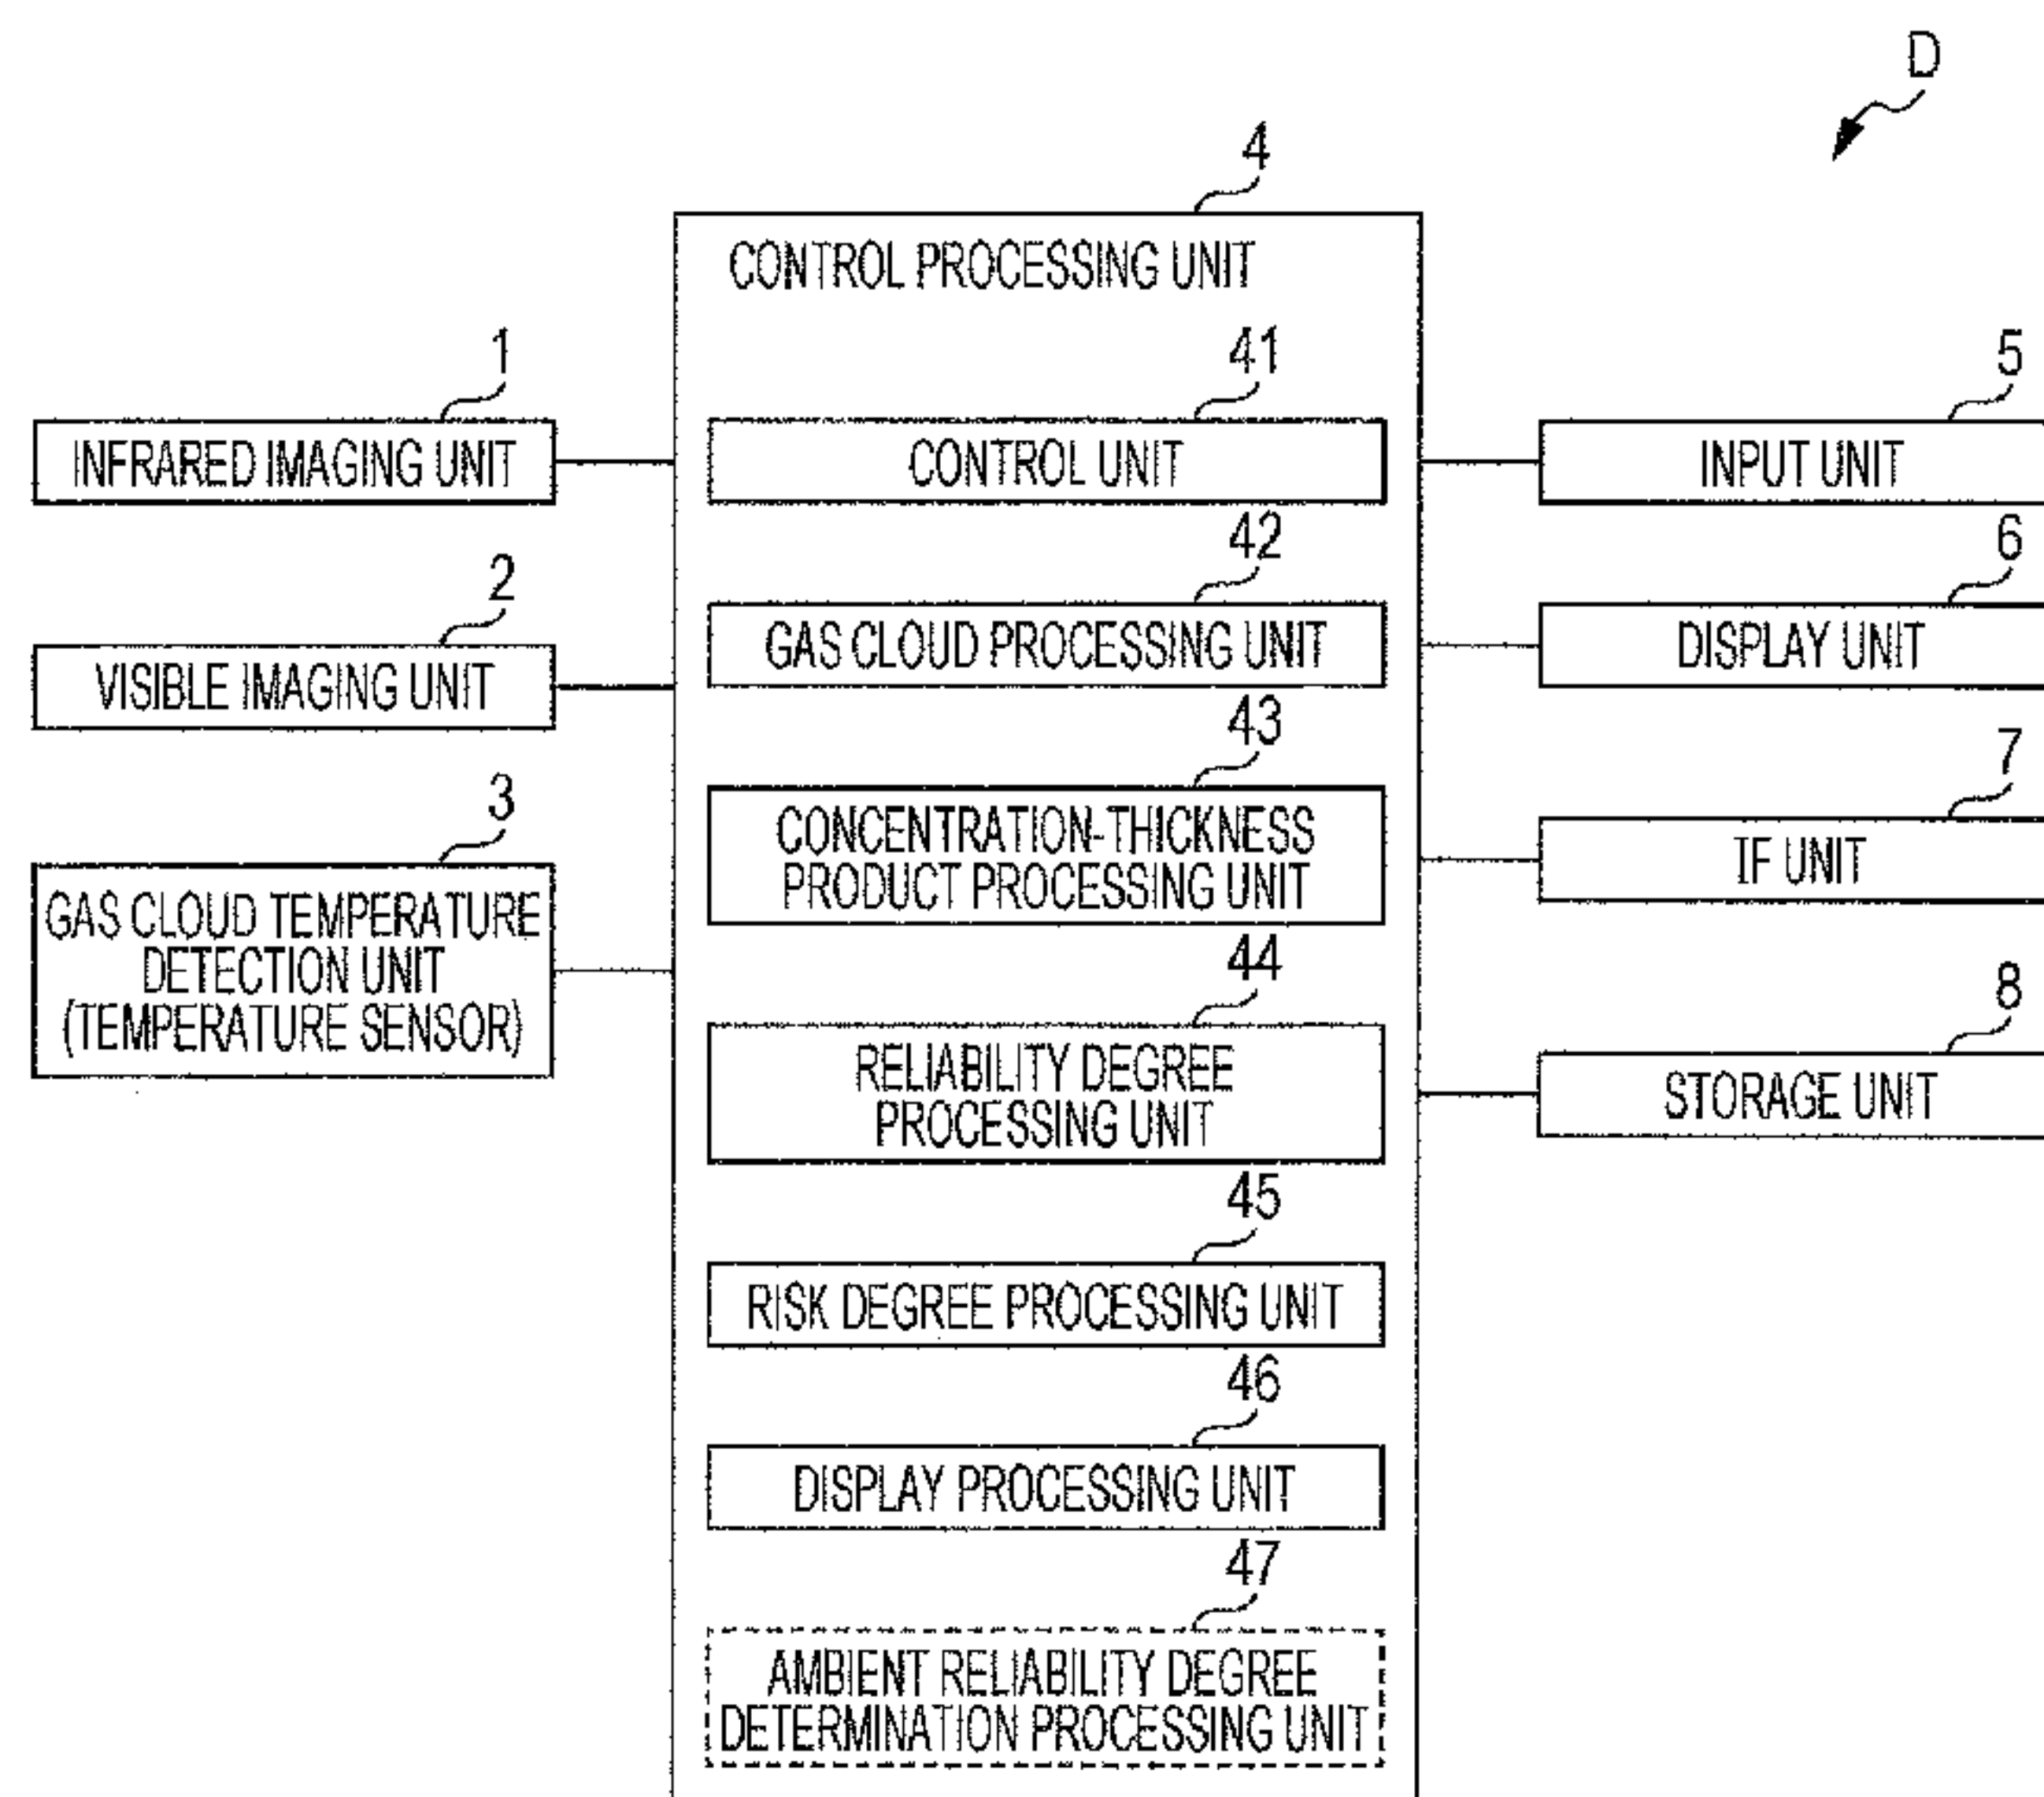 D
4
CONTROL PROCESSING UNIT
1
INFRARED IMAGING UNIT
2
VISIBLE IMAGING UNIT
3
GAS CLOUD TEMPERATURE
DETECTION UNIT
(TEMPERATURE SENSOR)
41
CONTROL UNIT
42
GAS CLOUD PROCESSING UNIT
43
CONCENTRATION-THICKNESS
PRODUCT PROCESSING UNIT
44
RELIABILITY DEGREE
PROCESSING UNIT
45
RISK DEGREE PROCESSING UNIT
46
DISPLAY PROCESSING UNIT
47
AMBIENT RELIABILITY DEGREE
DETERMINATION PROCESSING UNIT
5
INPUT UNIT
6
DISPLAY UNIT
7
IF UNIT
8
STORAGE UNIT